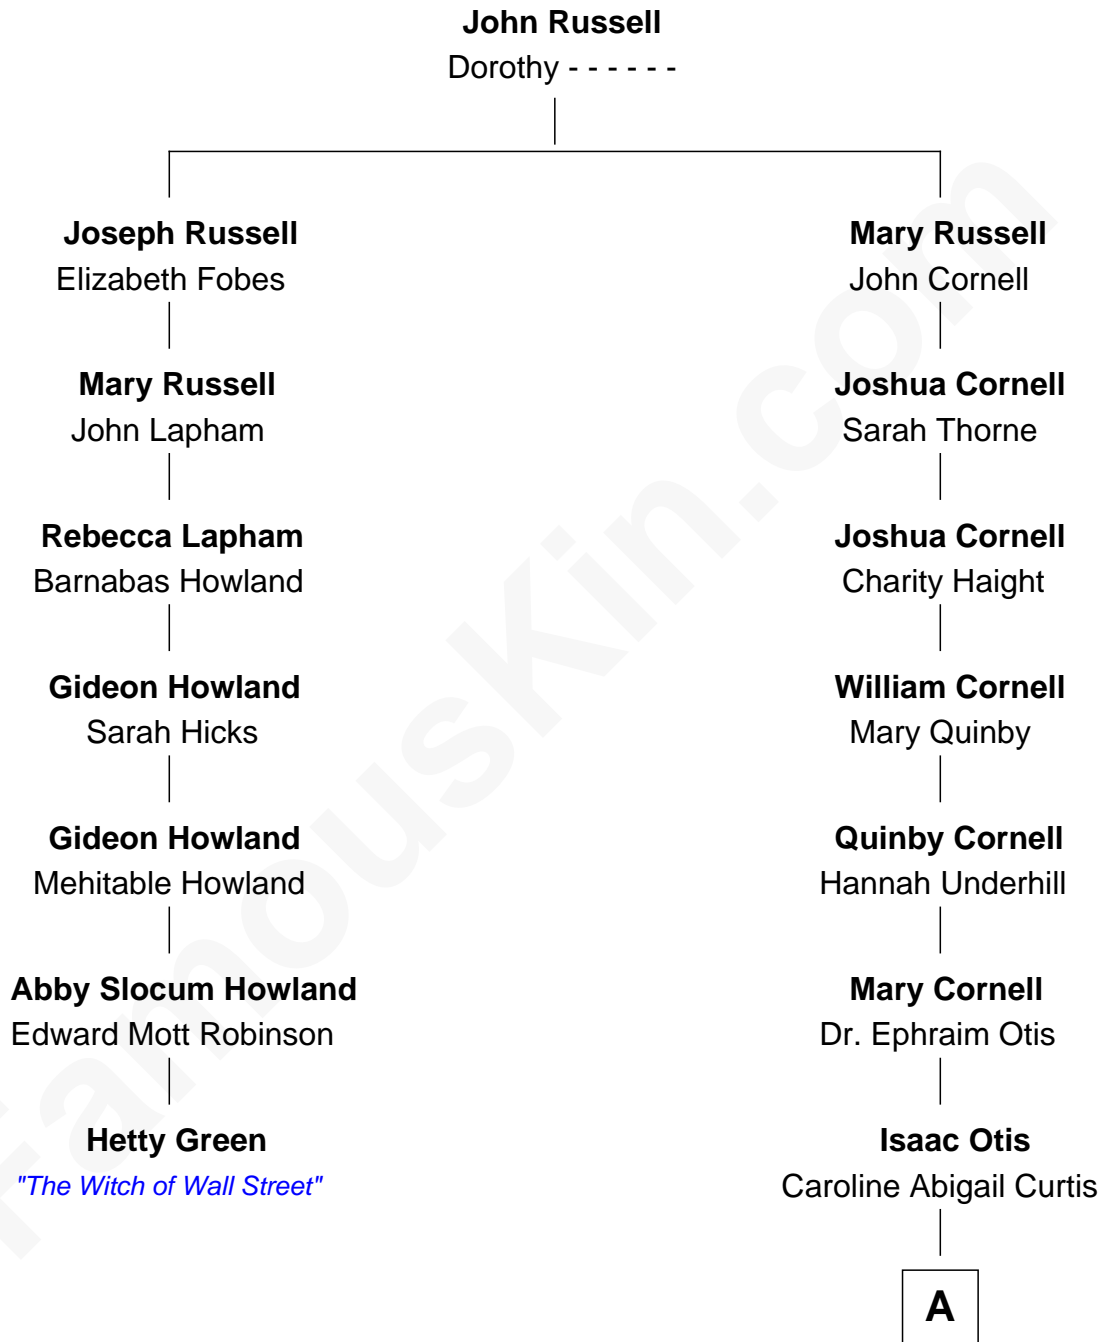 John Russell
Dorothy - - - - - -
Joseph Russell
Elizabeth Fobes
Mary Russell
John Lapham
Rebecca Lapham
Barnabas Howland
Gideon Howland
Sarah Hicks
Gideon Howland
Mehitable Howland
Abby Slocum Howland
Edward Mott Robinson
Hetty Green
"The Witch of Wall Street"
Mary Russell
John Cornell
Joshua Cornell
Sarah Thorne
Joshua Cornell
Charity Haight
William Cornell
Mary Quinby
Quinby Cornell
Hannah Underhill
Mary Cornell
Dr. Ephraim Otis
Isaac Otis
Caroline Abigail Curtis
A
FamousKin.com